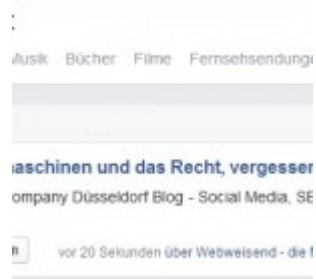 Musik Bücher Filme Fernsehsendunge
aschinen und das Recht, vergesser
ompany Düsseldorf Blog - Social Media, SE
n vor 20 Sekunden über Webweisend - die f